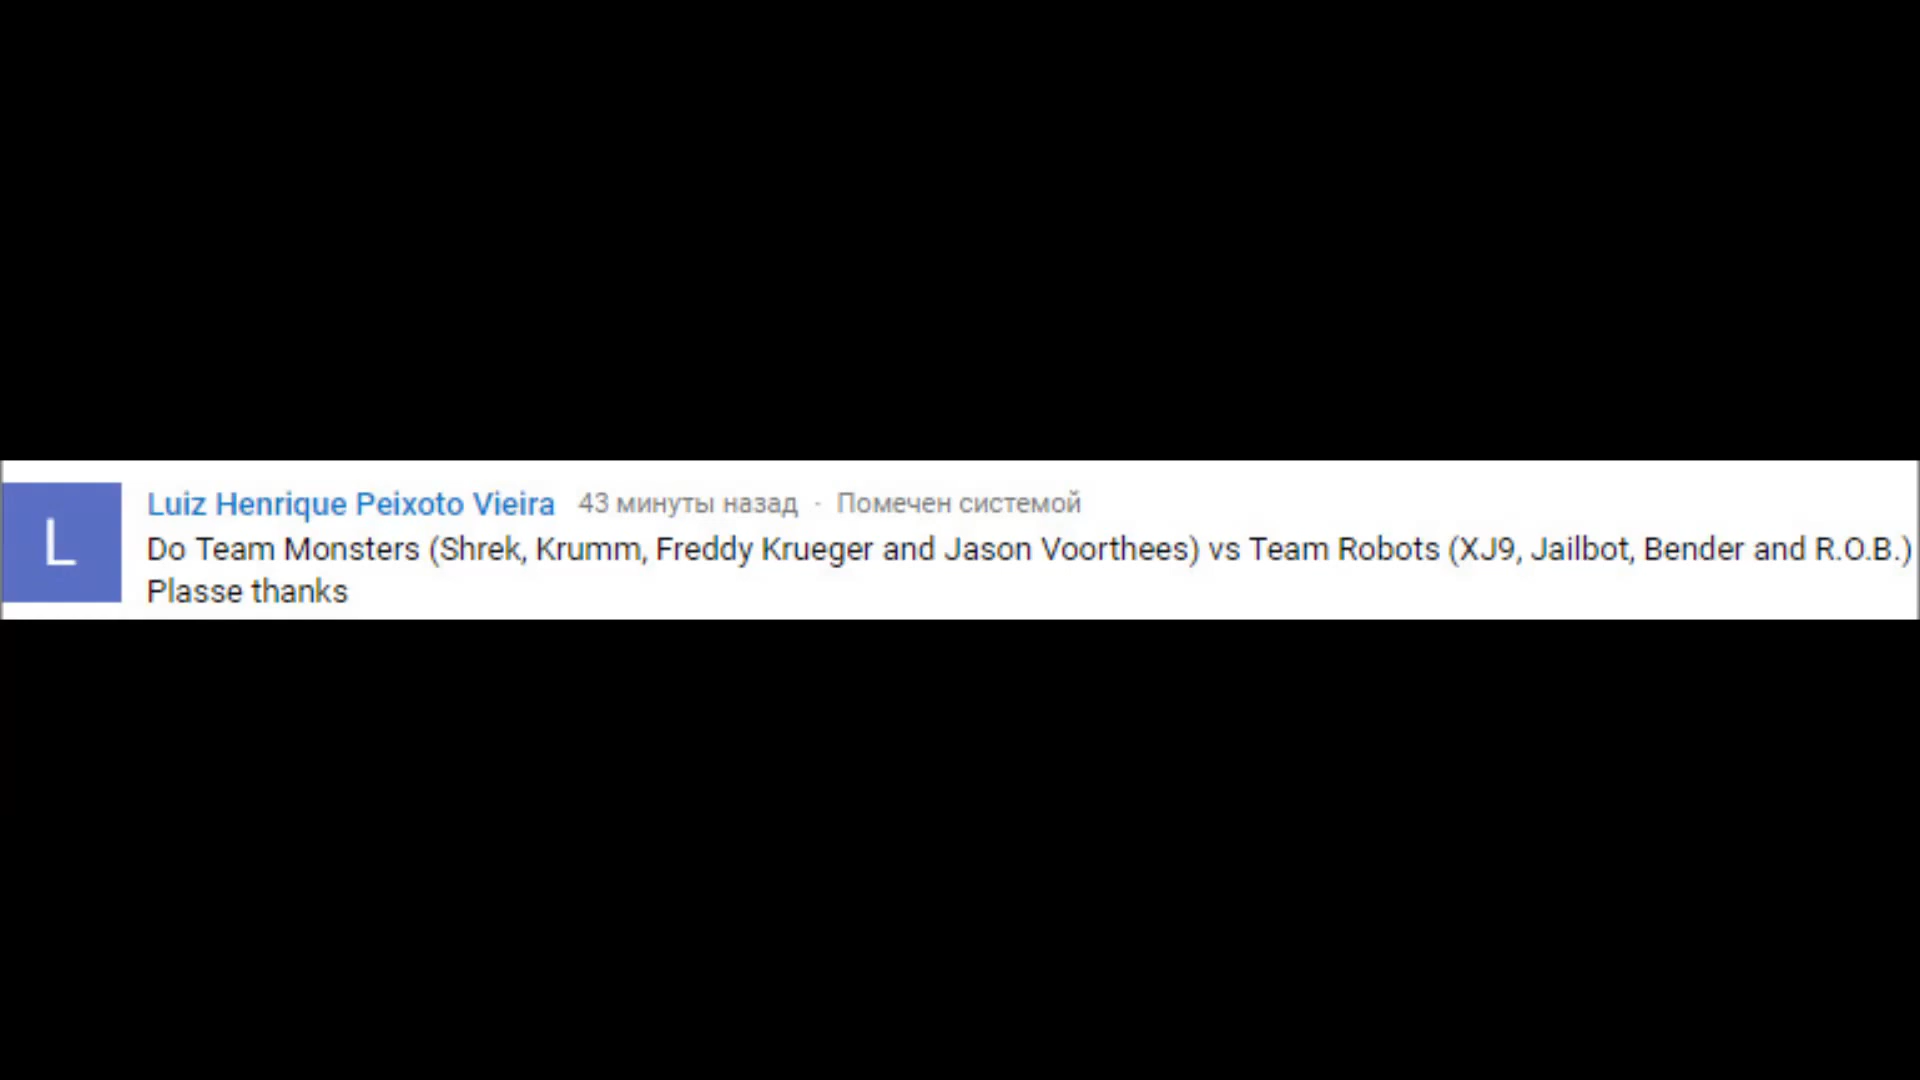 L
Luiz Henrique Peixoto Vieira 43 минуты назад · Помечен системой
Do Team Monsters (Shrek, Krumm, Freddy Krueger and Jason Voorthees) vs Team Robots (XJ9, Jailbot, Bender and R.O.B.)
Plasse thanks